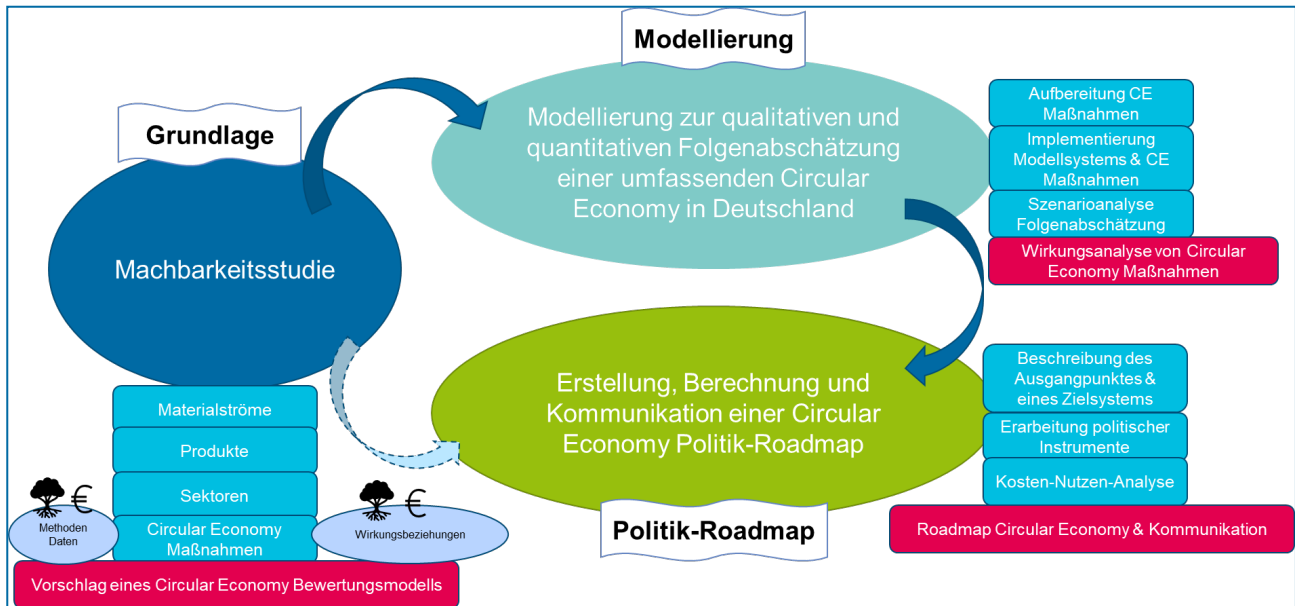 Grundlage
Machbarkeitsstudie
Materialströme
Produkte
Sektoren
Circular Economy
Maßnahmen
€
Methoden
Daten
€
Wirkungsbeziehungen
Vorschlag eines Circular Economy Bewertungsmodells
Modellierung
Modellierung zur qualitativen und
quantitativen Folgenabschätzung
einer umfassenden Circular
Economy in Deutschland
Aufbereitung CE
Maßnahmen
Implementierung
Modellsystems & CE
Maßnahmen
Szenarioanalyse
Folgenabschätzung
Wirkungsanalyse von Circular
Economy Maßnahmen
Erstellung, Berechnung und
Kommunikation einer Circular
Economy Politik-Roadmap
Politik-Roadmap
Beschreibung des
Ausgangpunktes &
eines Zielsystems
Erarbeitung politischer
Instrumente
Kosten-Nutzen-Analyse
Roadmap Circular Economy & Kommunikation